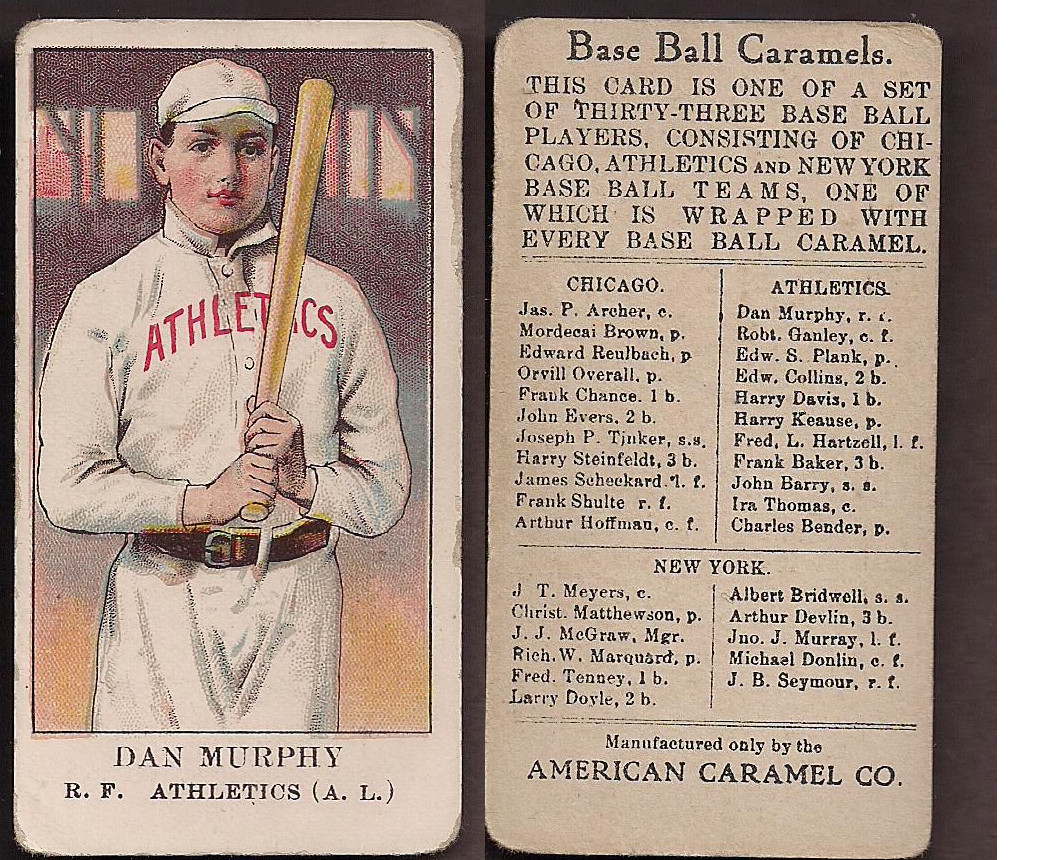 ATHLETICS
DAN MURPHY
R. F. ATHLETICS (A. L.)
Base Ball Caramels.
THIS CARD IS ONE OF A SET
OF THIRTY-THREE BASE BALL
PLAYERS, CONSISTING OF CHI-
CAGO, ATHLETICS AND NEW YORK
BASE BALL TEAMS, ONE OF
WHICH IS WRAPPED WITH
EVERY BASE BALL CARAMEL.
CHICAGO.
Jas. P. Archer, c.
Mordecai Brown, p.
Edward Reulbach, p
Orvill Overall, p.
Frank Chance. 1 b.
John Evers, 2 b.
Joseph P. Tinker, s.s.
Harry Steinfeldt, 3 b.
James Scheckard. l. f.
Frank Shulte r. f.
Arthur Hoffman, c. f.
ATHLETICS.
Dan Murphy, r. f.
Robt. Ganley, c. f.
Edw. S. Plank, p.
Edw. Collins, 2 b.
Harry Davis, 1 b.
Harry Keause, p.
Fred. L. Hartzell, l. f.
Frank Baker, 3 b.
John Barry, s. s.
Ira Thomas, c.
Charles Bender, p.
NEW YORK.
J T. Meyers, c.
Christ. Matthewson, p.
J. J. McGraw, Mgr.
Rich. W. Marquard, p.
Fred. Tenney, 1 b.
Larry Doyle, 2 b.
Albert Bridwell, s. s.
Arthur Devlin, 3 b.
Jno. J. Murray, l. f.
Michael Donlin, c. f.
J. B. Seymour, r. f.
Manufactured only by the
AMERICAN CARAMEL CO.